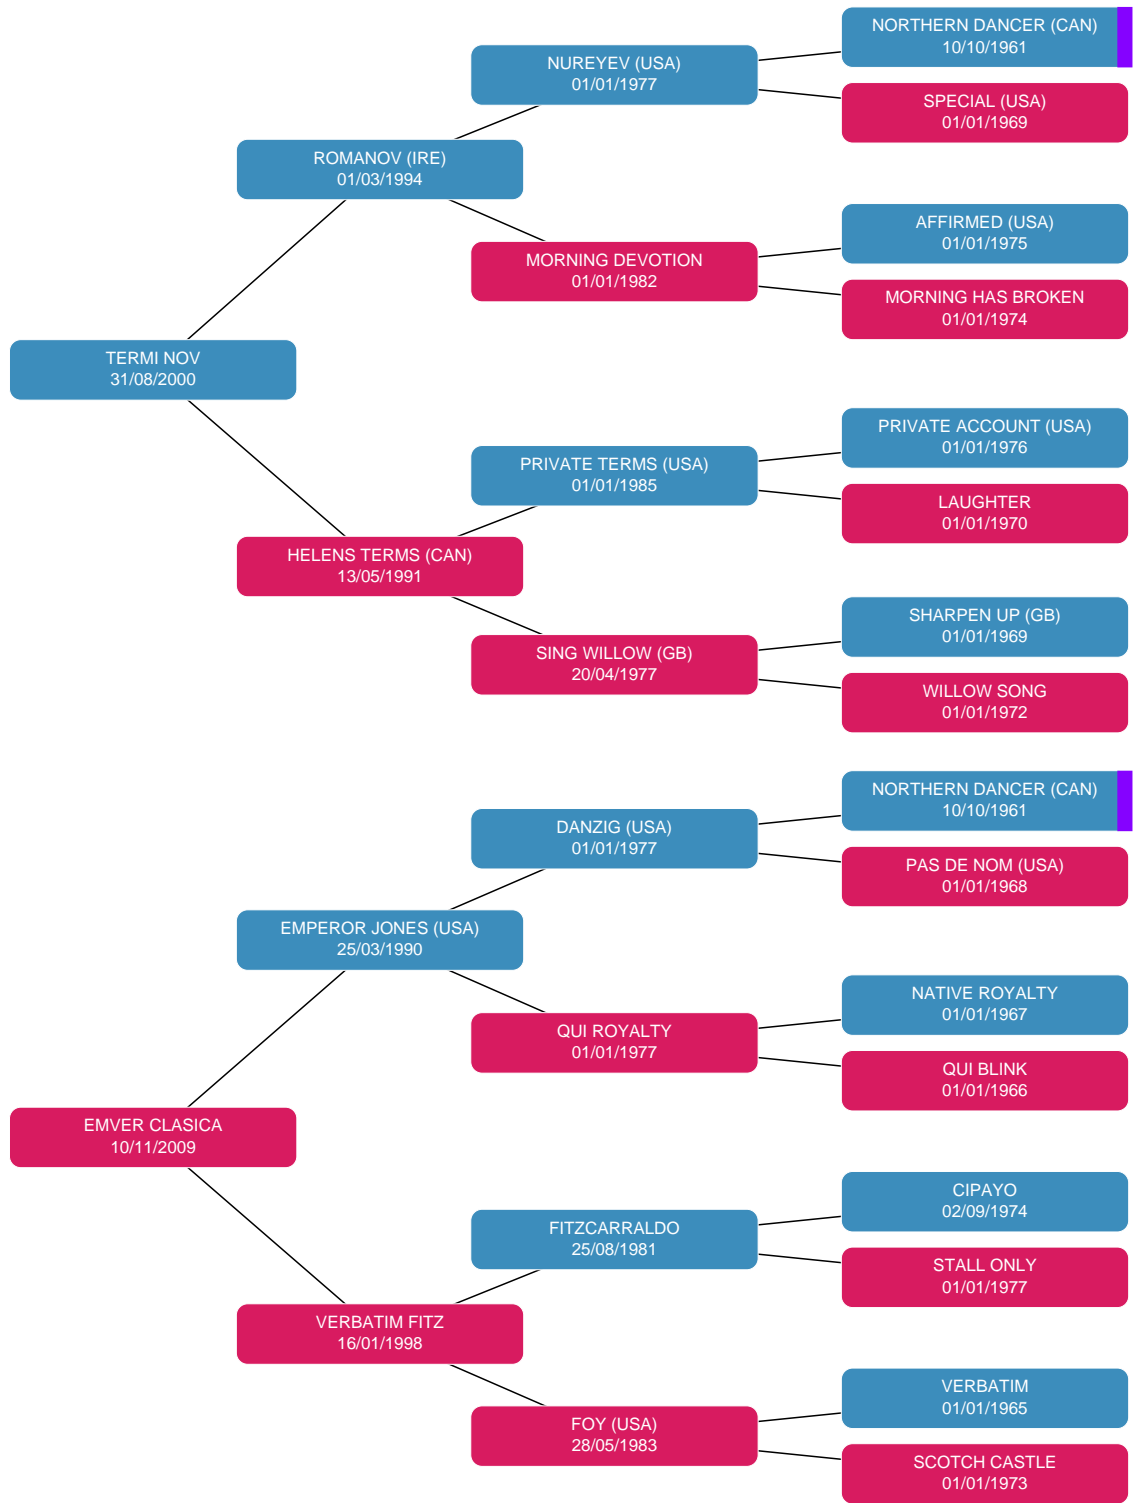 NORTHERN DANCER (CAN)
10/10/1961
NUREYEV (USA)
01/01/1977
SPECIAL (USA)
01/01/1969
ROMANOV (IRE)
01/03/1994
AFFIRMED (USA)
01/01/1975
MORNING DEVOTION
01/01/1982
MORNING HAS BROKEN
01/01/1974
TERMI NOV
31/08/2000
PRIVATE ACCOUNT (USA)
01/01/1976
PRIVATE TERMS (USA)
01/01/1985
LAUGHTER
01/01/1970
HELENS TERMS (CAN)
13/05/1991
SHARPEN UP (GB)
01/01/1969
SING WILLOW (GB)
20/04/1977
WILLOW SONG
01/01/1972
NORTHERN DANCER (CAN)
10/10/1961
DANZIG (USA)
01/01/1977
PAS DE NOM (USA)
01/01/1968
EMPEROR JONES (USA)
25/03/1990
NATIVE ROYALTY
01/01/1967
QUI ROYALTY
01/01/1977
QUI BLINK
01/01/1966
EMVER CLASICA
10/11/2009
CIPAYO
02/09/1974
FITZCARRALDO
25/08/1981
STALL ONLY
01/01/1977
VERBATIM FITZ
16/01/1998
VERBATIM
01/01/1965
FOY (USA)
28/05/1983
SCOTCH CASTLE
01/01/1973